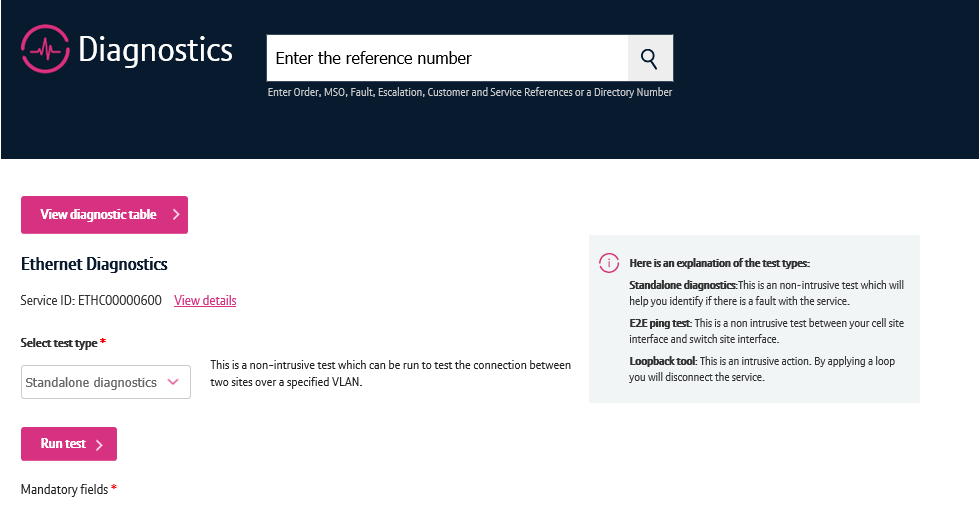 Diagnostics
Enter the reference number
Enter Order, MSO, Fault, Escalation, Customer and Service References or a Directory Number
View diagnostic table
Ethernet Diagnostics
Service ID: ETHC00000600 View details
Select test type *
Standalone diagnostics
This is a non-intrusive test which can be run to test the connection between
two sites over a specified VLAN.
Run test
Mandatory fields *
Here is an explanation of the test types:
Standalone diagnostics:This is an non-intrusive test which will
help you identify if there is a fault with the service.
E2E ping test: This is a non intrusive test between your cell site
interface and switch site interface.
Loopback tool: This is an intrusive action. By applying a loop
you will disconnect the service.